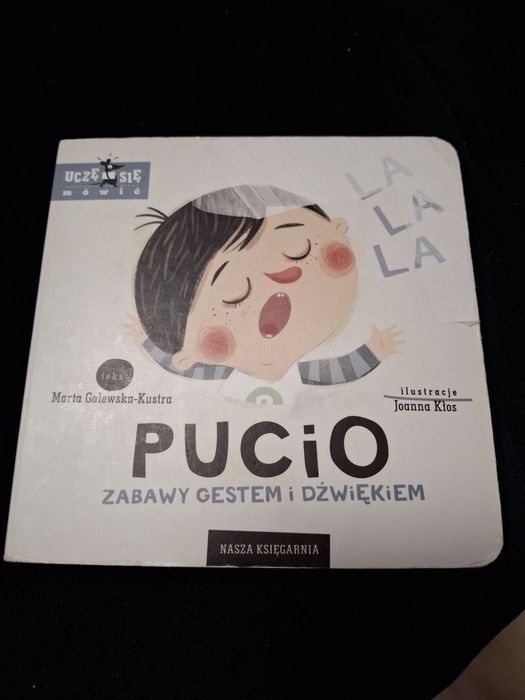 UCZĘ SIĘ
mówić
LA
LA
LA
tekst
Marta Galewska-Kustra
ilustracje
Joanna Kłos
PUCiO
ZABAWY GESTEM i DŹWiĘKiEM
NASZA KSIĘGARNIA